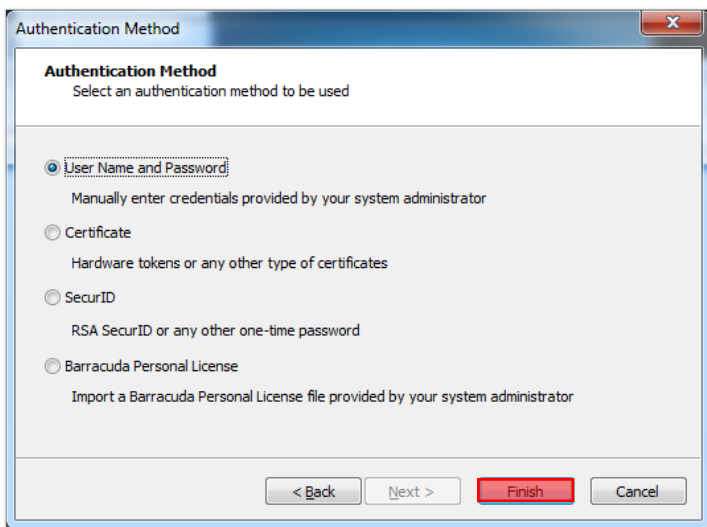 Authentication Method
Authentication Method
Select an authentication method to be used
User Name and Password
Manually enter credentials provided by your system administrator
Certificate
Hardware tokens or any other type of certificates
SecurID
RSA SecurID or any other one-time password
Barracuda Personal License
Import a Barracuda Personal License file provided by your system administrator
< Back Next > Finish Cancel